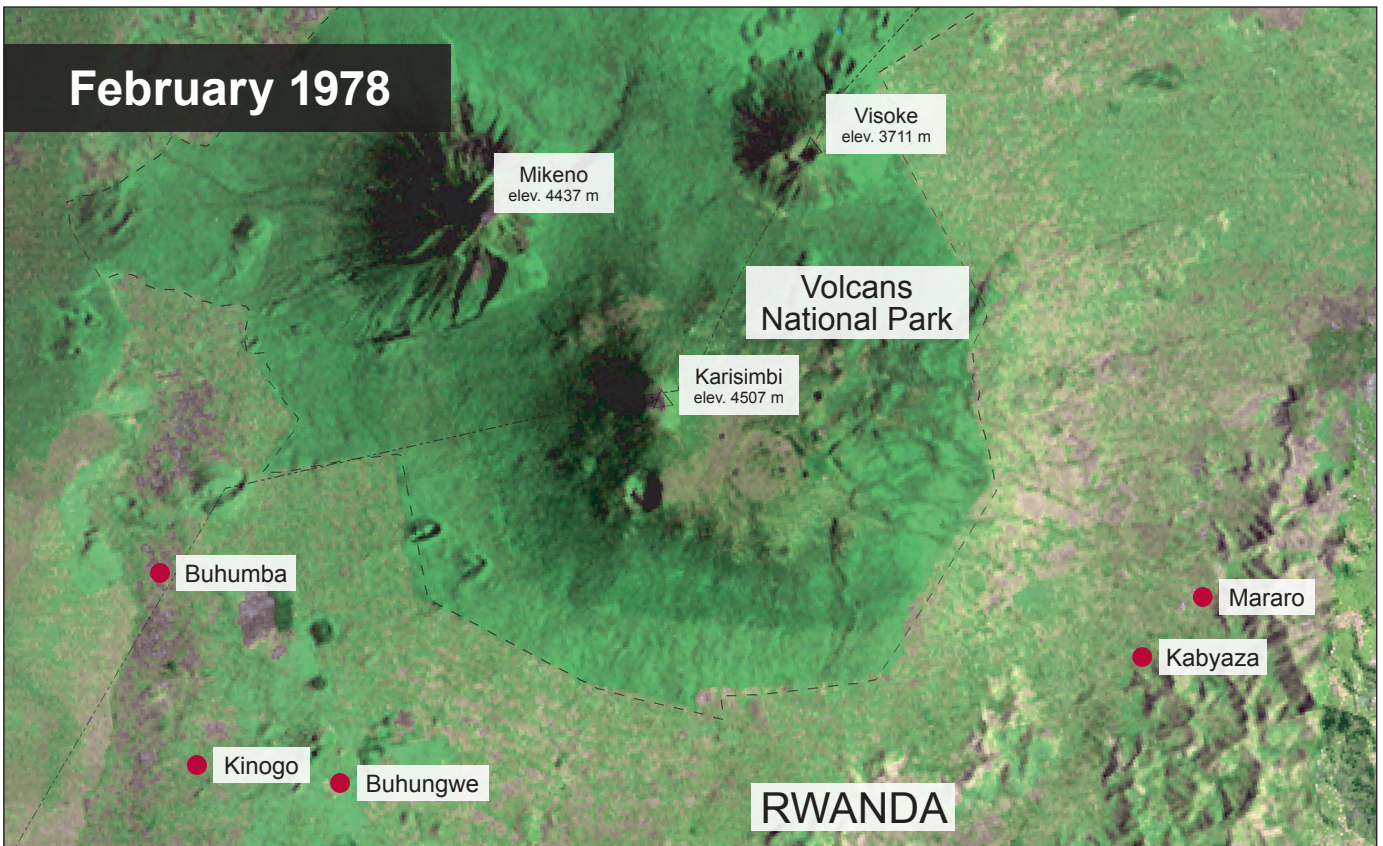 February 1978
Visoke
elev. 3711 m
Mikeno
elev. 4437 m
Volcans
National Park
Karisimbi
elev. 4507 m
Buhumba
Mararo
Kabyaza
Kinogo
Buhungwe
RWANDA